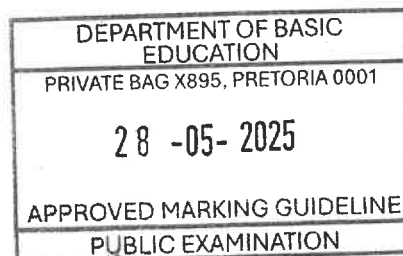 DEPARTMENT OF BASIC
EDUCATION
PRIVATE BAG X895, PRETORIA 0001
28 -05- 2025
APPROVED MARKING GUIDELINE
PUBLIC EXAMINATION